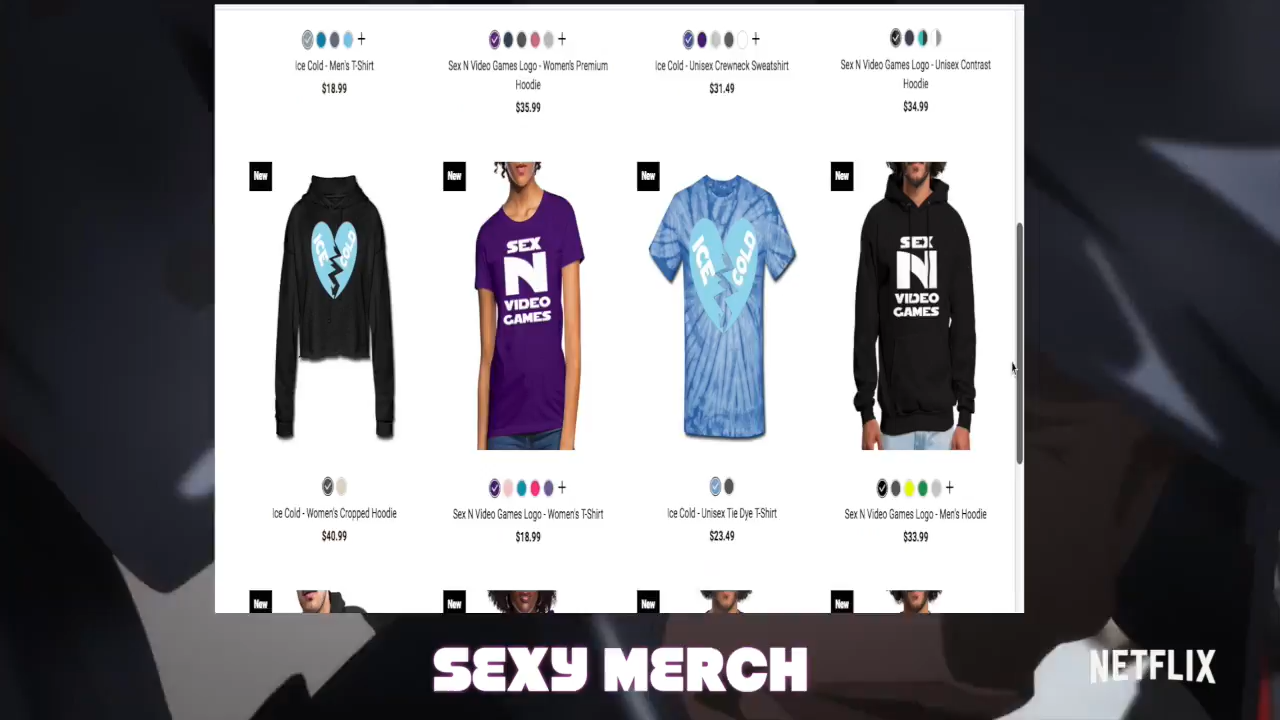 Ice Cold - Men's T-Shirt
$18.99
Sex N Video Games Logo - Women's Premium
Hoodie
$35.99
Ice Cold - Unisex Crewneck Sweatshirt
$31.49
Sex N Video Games Logo - Unisex Contrast
Hoodie
$34.99
New
ICE COLD
Ice Cold - Women's Cropped Hoodie
$40.99
New
SEX
N
VIDEO
GAMES
Sex N Video Games Logo - Women's T-Shirt
$18.99
New
ICE COLD
Ice Cold - Unisex Tie Dye T-Shirt
$23.49
New
SEX
N
VIDEO
GAMES
Sex N Video Games Logo - Men's Hoodie
$33.99
New
New
New
New
SEXY MERCH
NETFLIX